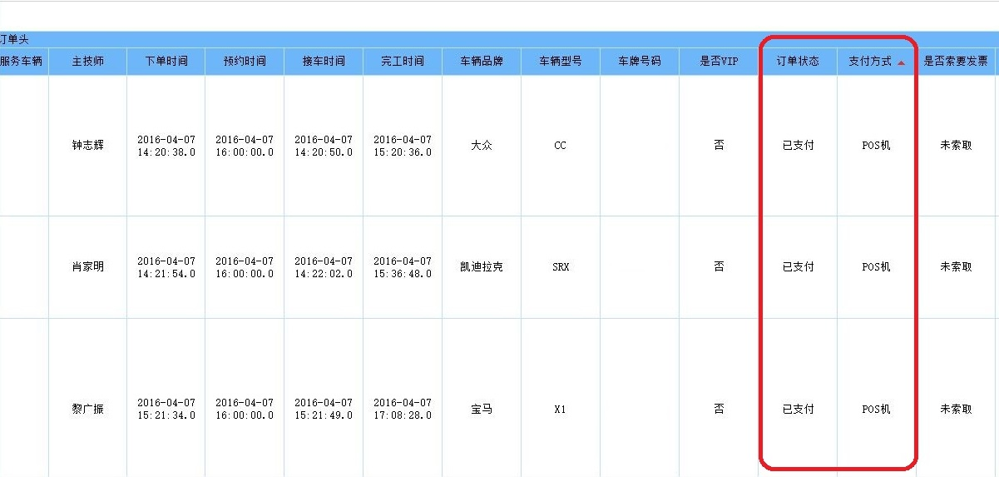 订单头
服务车辆 主技师 下单时间 预约时间 接车时间 完工时间 车辆品牌 车辆型号 车牌号码 是否VIP 订单状态 支付方式 是否索要发票
钟志辉 2016-04-07 14:20:38.0 2016-04-07 16:00:00.0 2016-04-07 14:20:50.0 2016-04-07 15:20:36.0 大众 CC 否 已支付 POS机 未索取
肖家明 2016-04-07 14:21:54.0 2016-04-07 16:00:00.0 2016-04-07 14:22:02.0 2016-04-07 15:36:48.0 凯迪拉克 SRX 否 已支付 POS机 未索取
黎广振 2016-04-07 15:21:34.0 2016-04-07 16:00:00.0 2016-04-07 15:21:49.0 2016-04-07 17:08:28.0 宝马 X1 否 已支付 POS机 未索取